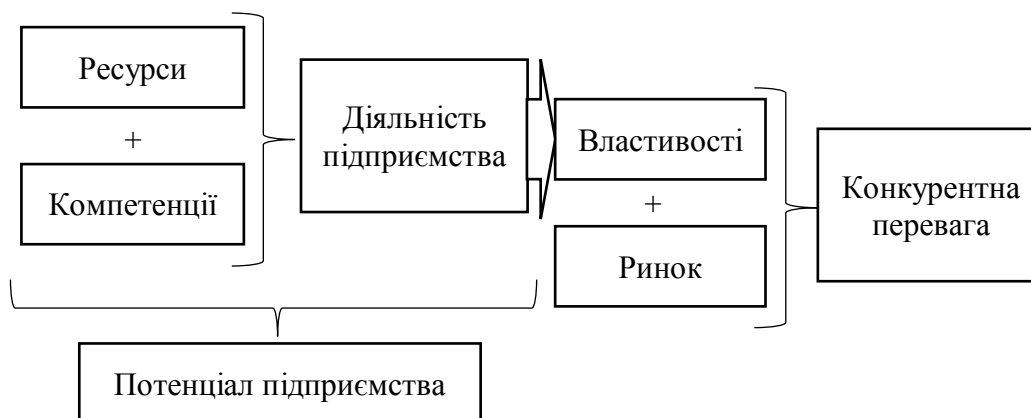 Ресурси
+
Компетенції
Діяльність
підприємства
Властивості
+
Ринок
Конкурентна
перевага
Потенціал підприємства